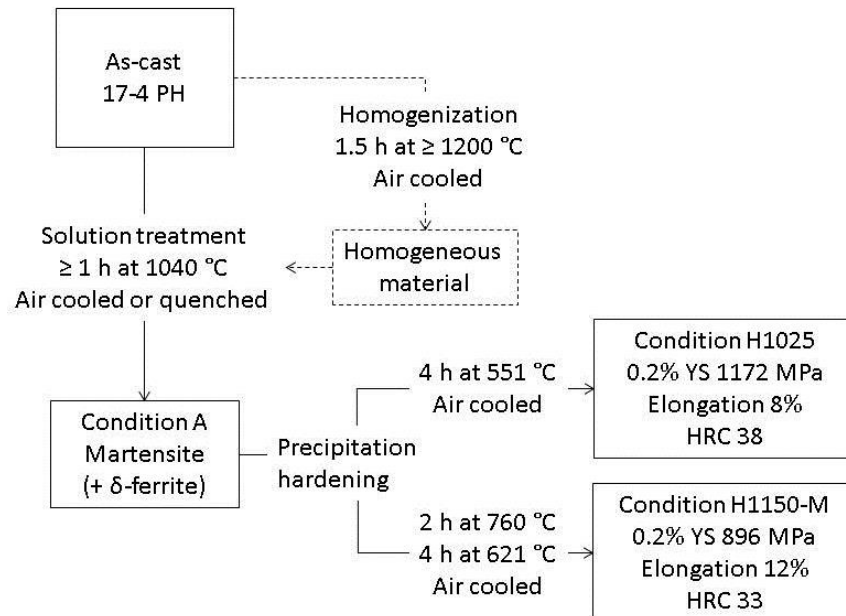 As-cast
17-4 PH
Homogenization
1.5 h at ≥ 1200 °C
Air cooled
Homogeneous
material
Solution treatment
≥ 1 h at 1040 °C
Air cooled or quenched
Condition A
Martensite
(+ δ-ferrite)
Precipitation
hardening
4 h at 551 °C
Air cooled
Condition H1025
0.2% YS 1172 MPa
Elongation 8%
HRC 38
2 h at 760 °C
4 h at 621 °C
Air cooled
Condition H1150-M
0.2% YS 896 MPa
Elongation 12%
HRC 33